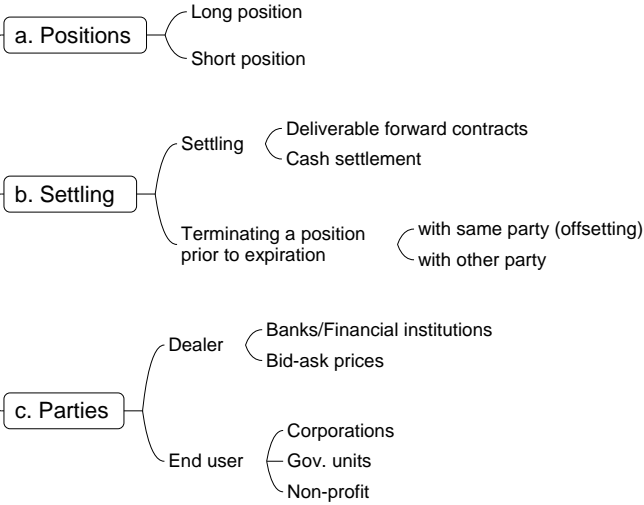 a. Positions
Long position
Short position
b. Settling
Settling
Deliverable forward contracts
Cash settlement
Terminating a position
prior to expiration
with same party (offsetting)
with other party
c. Parties
Dealer
Banks/Financial institutions
Bid-ask prices
End user
Corporations
Gov. units
Non-profit